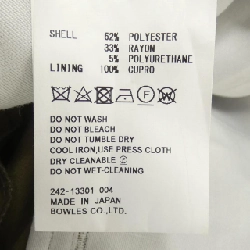 SHELL 62% POLYESTER
33% RAYON
5% POLYURETHANE
LINING 100% CUPRO
DO NOT WASH
DO NOT BLEACH
DO NOT TUMBLE DRY
COOL IRON,USE PRESS CLOTH
DRY CLEANABLE
DO NOT WET-CLEANING
242-13301 004
MADE IN JAPAN
BOWLES CO.,LTD.